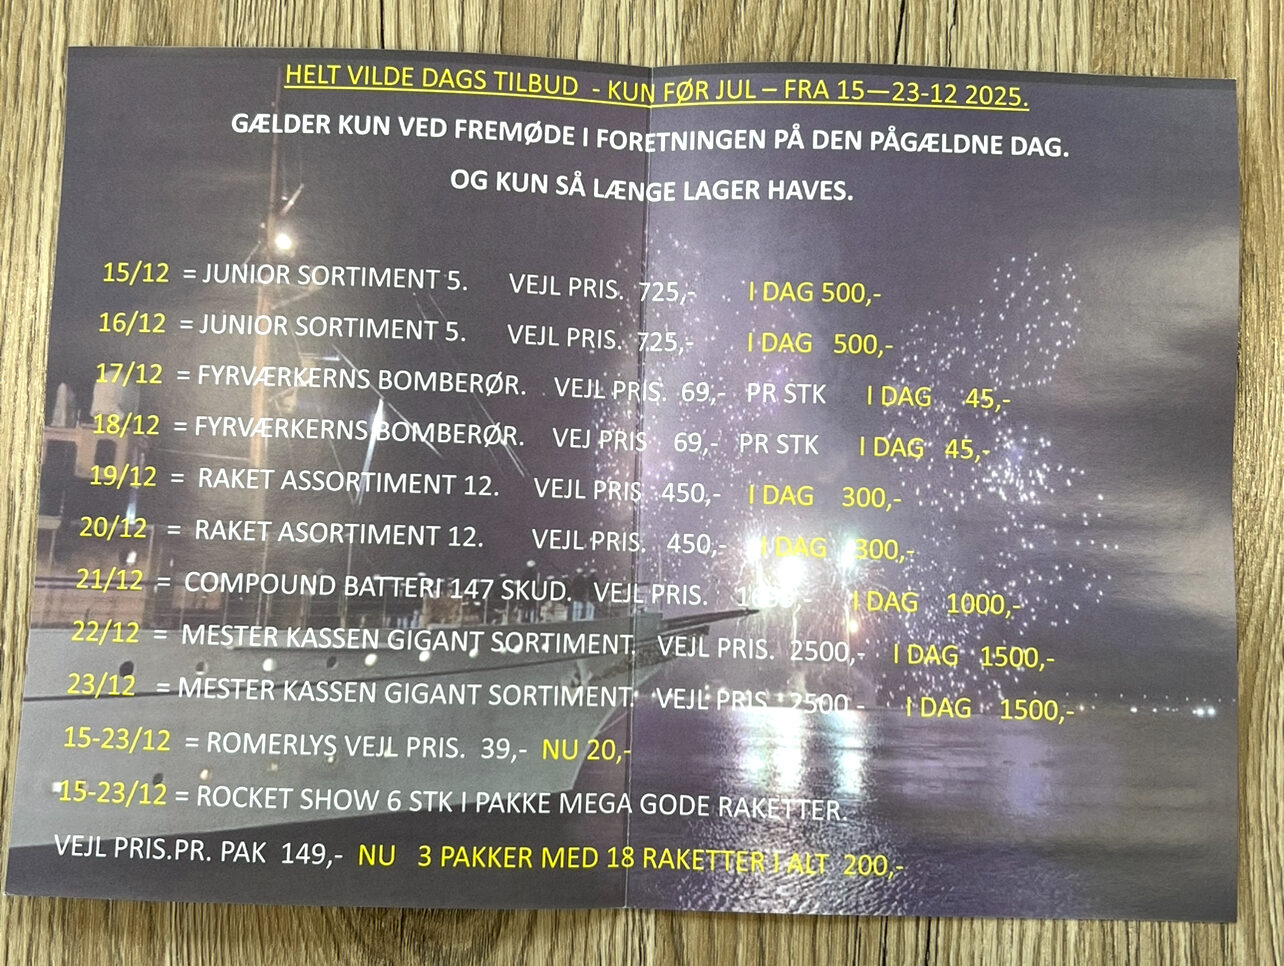 HELT VILDE DAGS TILBUD - KUN FØR JUL – FRA 15—23-12 2025.
GÆLDER KUN VED FREMØDE I FORETNINGEN PÅ DEN PÅGÆLDNE DAG.
OG KUN SÅ LÆNGE LAGER HAVES.
15/12 = JUNIOR SORTIMENT 5. VEJL PRIS. 725,- I DAG 500,-
16/12 = JUNIOR SORTIMENT 5. VEJL PRIS. 725,- I DAG 500,-
17/12 = FYRVÆRKERNS BOMBERØR. VEJL PRIS. 69,- PR STK I DAG 45,-
18/12 = FYRVÆRKERNS BOMBERØR. VEJ PRIS 69,- PR STK I DAG 45,-
19/12 = RAKET ASSORTIMENT 12. VEJL PRIS 450,- I DAG 300,-
20/12 = RAKET ASORTIMENT 12. VEJL PRIS. 450,- I DAG 300,-
21/12 = COMPOUND BATTERI 147 SKUD. VEJL PRIS. I DAG 1000,-
22/12 = MESTER KASSEN GIGANT SORTIMENT. VEJL PRIS. 2500,- I DAG 1500,-
23/12 = MESTER KASSEN GIGANT SORTIMENT. VEJL PRIS. 2500,- I DAG 1500,-
15-23/12 = ROMERLYS VEJL PRIS. 39,- NU 20,-
15-23/12 = ROCKET SHOW 6 STK I PAKKE MEGA GODE RAKETTER.
VEJL PRIS.PR. PAK 149,- NU 3 PAKKER MED 18 RAKETTER I ALT 200,-